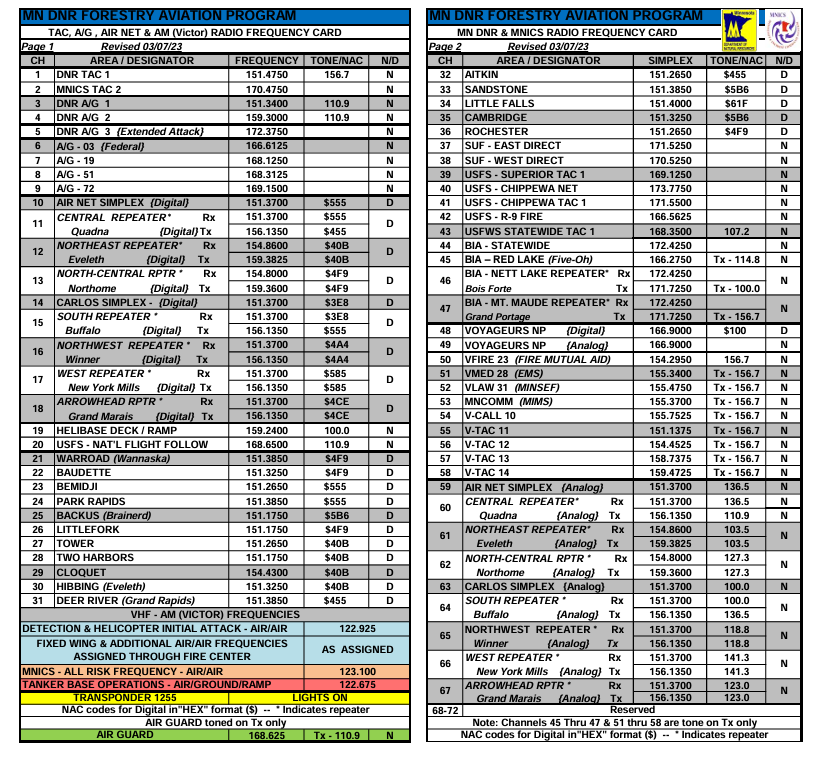 MN DNR FORESTRY AVIATION PROGRAM
TAC, A/G , AIR NET & AM (Victor) RADIO FREQUENCY CARD
Page 1 Revised 03/07/23
CH AREA / DESIGNATOR FREQUENCY TONE/NAC N/D
1 DNR TAC 1 151.4750 156.7 N
2 MNICS TAC 2 170.4750 N
3 DNR A/G 1 151.3400 110.9 N
4 DNR A/G 2 159.3000 110.9 N
5 DNR A/G 3 {Extended Attack} 172.3750 N
6 A/G - 03 {Federal} 166.6125 N
7 A/G - 19 168.1250 N
8 A/G - 51 168.3125 N
9 A/G - 72 169.1500 N
10 AIR NET SIMPLEX {Digital} 151.3700 $555 D
11 CENTRAL REPEATER* Rx 151.3700 $555 D
Quadna {Digital} Tx 156.1350 $455
12 NORTHEAST REPEATER* Rx 154.8600 $40B D
Eveleth {Digital} Tx 159.3825 $40B
13 NORTH-CENTRAL RPTR * Rx 154.8000 $4F9 D
Northome {Digital} Tx 159.3600 $4F9
14 CARLOS SIMPLEX - {Digital} 151.3700 $3E8 D
15 SOUTH REPEATER * Rx 151.3700 $3E8 D
Buffalo {Digital} Tx 156.1350 $555
16 NORTHWEST REPEATER * Rx 151.3700 $4A4 D
Winner {Digital} Tx 156.1350 $4A4
17 WEST REPEATER * Rx 151.3700 $585 D
New York Mills {Digital} Tx 156.1350 $585
18 ARROWHEAD RPTR * Rx 151.3700 $4CE D
Grand Marais {Digital} Tx 156.1350 $4CE
19 HELIBASE DECK / RAMP 159.2400 100.0 N
20 USFS - NAT'L FLIGHT FOLLOW 168.6500 110.9 N
21 WARROAD (Wannaska) 151.3850 $4F9 D
22 BAUDETTE 151.3250 $4F9 D
23 BEMIDJI 151.2650 $555 D
24 PARK RAPIDS 151.3850 $555 D
25 BACKUS (Brainerd) 151.1750 $5B6 D
26 LITTLEFORK 151.1750 $4F9 D
27 TOWER 151.2650 $40B D
28 TWO HARBORS 151.1750 $40B D
29 CLOQUET 154.4300 $40B D
30 HIBBING (Eveleth) 151.3250 $40B D
31 DEER RIVER (Grand Rapids) 151.3850 $455 D
VHF - AM (VICTOR) FREQUENCIES
DETECTION & HELICOPTER INITIAL ATTACK - AIR/AIR 122.925
FIXED WING & ADDITIONAL AIR/AIR FREQUENCIES
ASSIGNED THROUGH FIRE CENTER AS ASSIGNED
MNICS - ALL RISK FREQUENCY - AIR/AIR 123.100
TANKER BASE OPERATIONS - AIR/GROUND/RAMP 122.675
TRANSPONDER 1255 LIGHTS ON
NAC codes for Digital in"HEX" format ($) -- * Indicates repeater
AIR GUARD toned on Tx only
AIR GUARD 168.625 Tx - 110.9 N
MN DNR FORESTRY AVIATION PROGRAM
MN DNR & MNICS RADIO FREQUENCY CARD
Page 2 Revised 03/07/23
CH AREA / DESIGNATOR SIMPLEX TONE/NAC N/D
32 AITKIN 151.2650 $455 D
33 SANDSTONE 151.3850 $5B6 D
34 LITTLE FALLS 151.4000 $61F D
35 CAMBRIDGE 151.3250 $5B6 D
36 ROCHESTER 151.2650 $4F9 D
37 SUF - EAST DIRECT 171.5250 N
38 SUF - WEST DIRECT 170.5250 N
39 USFS - SUPERIOR TAC 1 169.1250 N
40 USFS - CHIPPEWA NET 173.7750 N
41 USFS - CHIPPEWA TAC 1 171.5500 N
42 USFS - R-9 FIRE 166.5625 N
43 USFWS STATEWIDE TAC 1 168.3500 107.2 N
44 BIA - STATEWIDE 172.4250 N
45 BIA – RED LAKE (Five-Oh) 166.2750 Tx - 114.8 N
46 BIA - NETT LAKE REPEATER* Rx 172.4250 N
Bois Forte Tx 171.7250 Tx - 100.0
47 BIA - MT. MAUDE REPEATER* Rx 172.4250 N
Grand Portage Tx 171.7250 Tx - 156.7
48 VOYAGEURS NP {Digital} 166.9000 $100 D
49 VOYAGEURS NP {Analog} 166.9000 N
50 VFIRE 23 (FIRE MUTUAL AID) 154.2950 156.7 N
51 VMED 28 (EMS) 155.3400 Tx - 156.7 N
52 VLAW 31 (MINSEF) 155.4750 Tx - 156.7 N
53 MNCOMM (MIMS) 155.3700 Tx - 156.7 N
54 V-CALL 10 155.7525 Tx - 156.7 N
55 V-TAC 11 151.1375 Tx - 156.7 N
56 V-TAC 12 154.4525 Tx - 156.7 N
57 V-TAC 13 158.7375 Tx - 156.7 N
58 V-TAC 14 159.4725 Tx - 156.7 N
59 AIR NET SIMPLEX {Analog} 151.3700 136.5 N
60 CENTRAL REPEATER* Rx 151.3700 136.5 N
Quadna {Analog} Tx 156.1350 110.9 N
61 NORTHEAST REPEATER* Rx 154.8600 103.5 N
Eveleth {Analog} Tx 159.3825 103.5
62 NORTH-CENTRAL RPTR * Rx 154.8000 127.3 N
Northome {Analog} Tx 159.3600 127.3
63 CARLOS SIMPLEX {Analog} 151.3700 100.0 N
64 SOUTH REPEATER * Rx 151.3700 100.0 N
Buffalo {Analog} Tx 156.1350 136.5
65 NORTHWEST REPEATER * Rx 151.3700 118.8 N
Winner {Analog} Tx 156.1350 118.8
66 WEST REPEATER * Rx 151.3700 141.3 N
New York Mills {Analog} Tx 156.1350 141.3
67 ARROWHEAD RPTR * Rx 151.3700 123.0 N
Grand Marais {Analog} Tx 156.1350 123.0
68-72 Reserved
Note: Channels 45 Thru 47 & 51 thru 58 are tone on Tx only
NAC codes for Digital in"HEX" format ($) -- * Indicates repeater
Minnesota
DEPARTMENT OF
NATURAL RESOURCES
MNICS